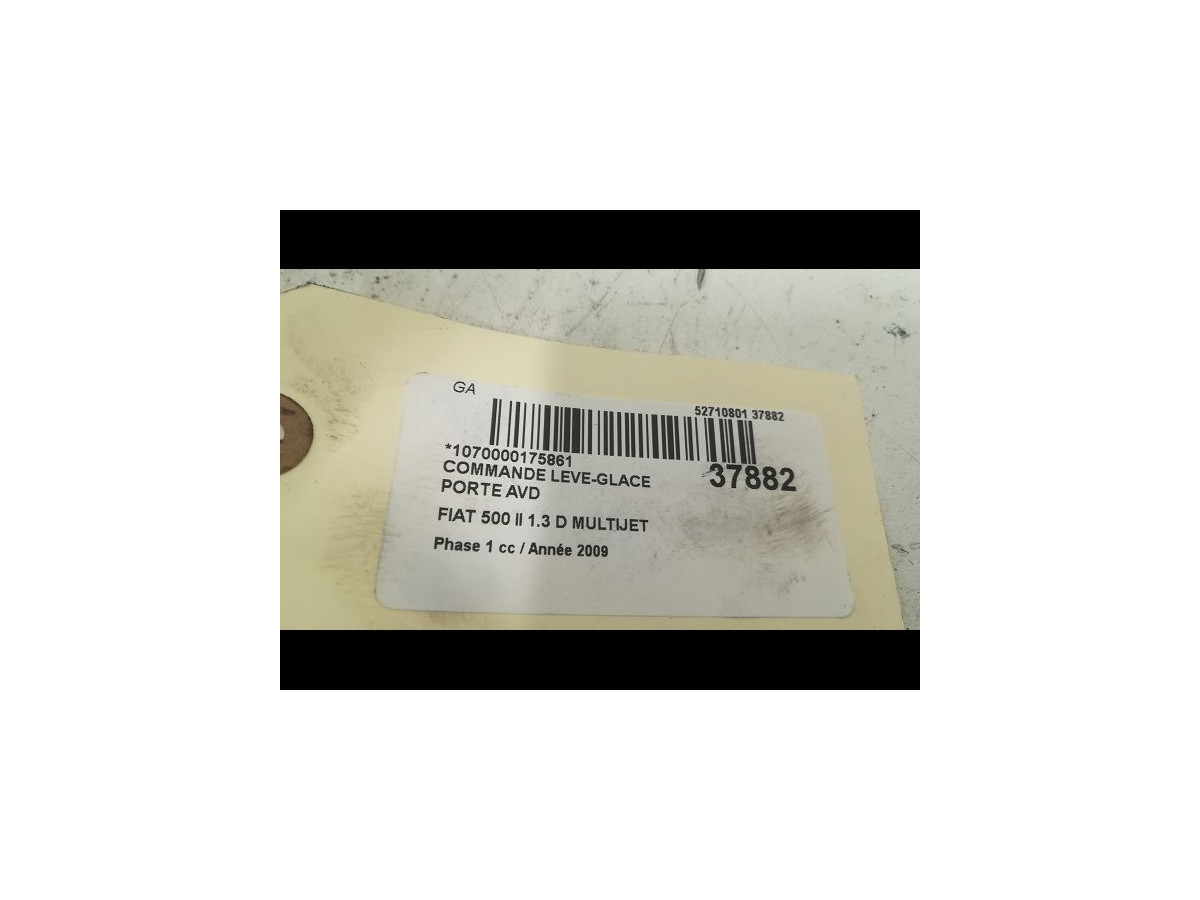 GA
52710801 37882
*1070000175861
37882
COMMANDE LEVE-GLACE
PORTE AVD
FIAT 500 II 1.3 D MULTIJET
Phase 1 cc / Année 2009